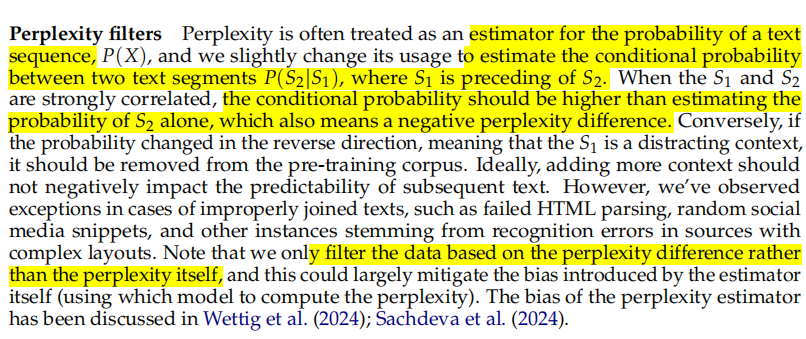 Perplexity filters Perplexity is often treated as an estimator for the probability of a text
sequence, P(X), and we slightly change its usage to estimate the conditional probability
between two text segments P(S2|S1), where S1 is preceding of S2. When the S1 and S2
are strongly correlated, the conditional probability should be higher than estimating the
probability of S2 alone, which also means a negative perplexity difference. Conversely, if
the probability changed in the reverse direction, meaning that the S1 is a distracting context,
it should be removed from the pre-training corpus. Ideally, adding more context should
not negatively impact the predictability of subsequent text. However, we've observed
exceptions in cases of improperly joined texts, such as failed HTML parsing, random social
media snippets, and other instances stemming from recognition errors in sources with
complex layouts. Note that we only filter the data based on the perplexity difference rather
than the perplexity itself, and this could largely mitigate the bias introduced by the estimator
itself (using which model to compute the perplexity). The bias of the perplexity estimator
has been discussed in Wettig et al. (2024); Sachdeva et al. (2024).